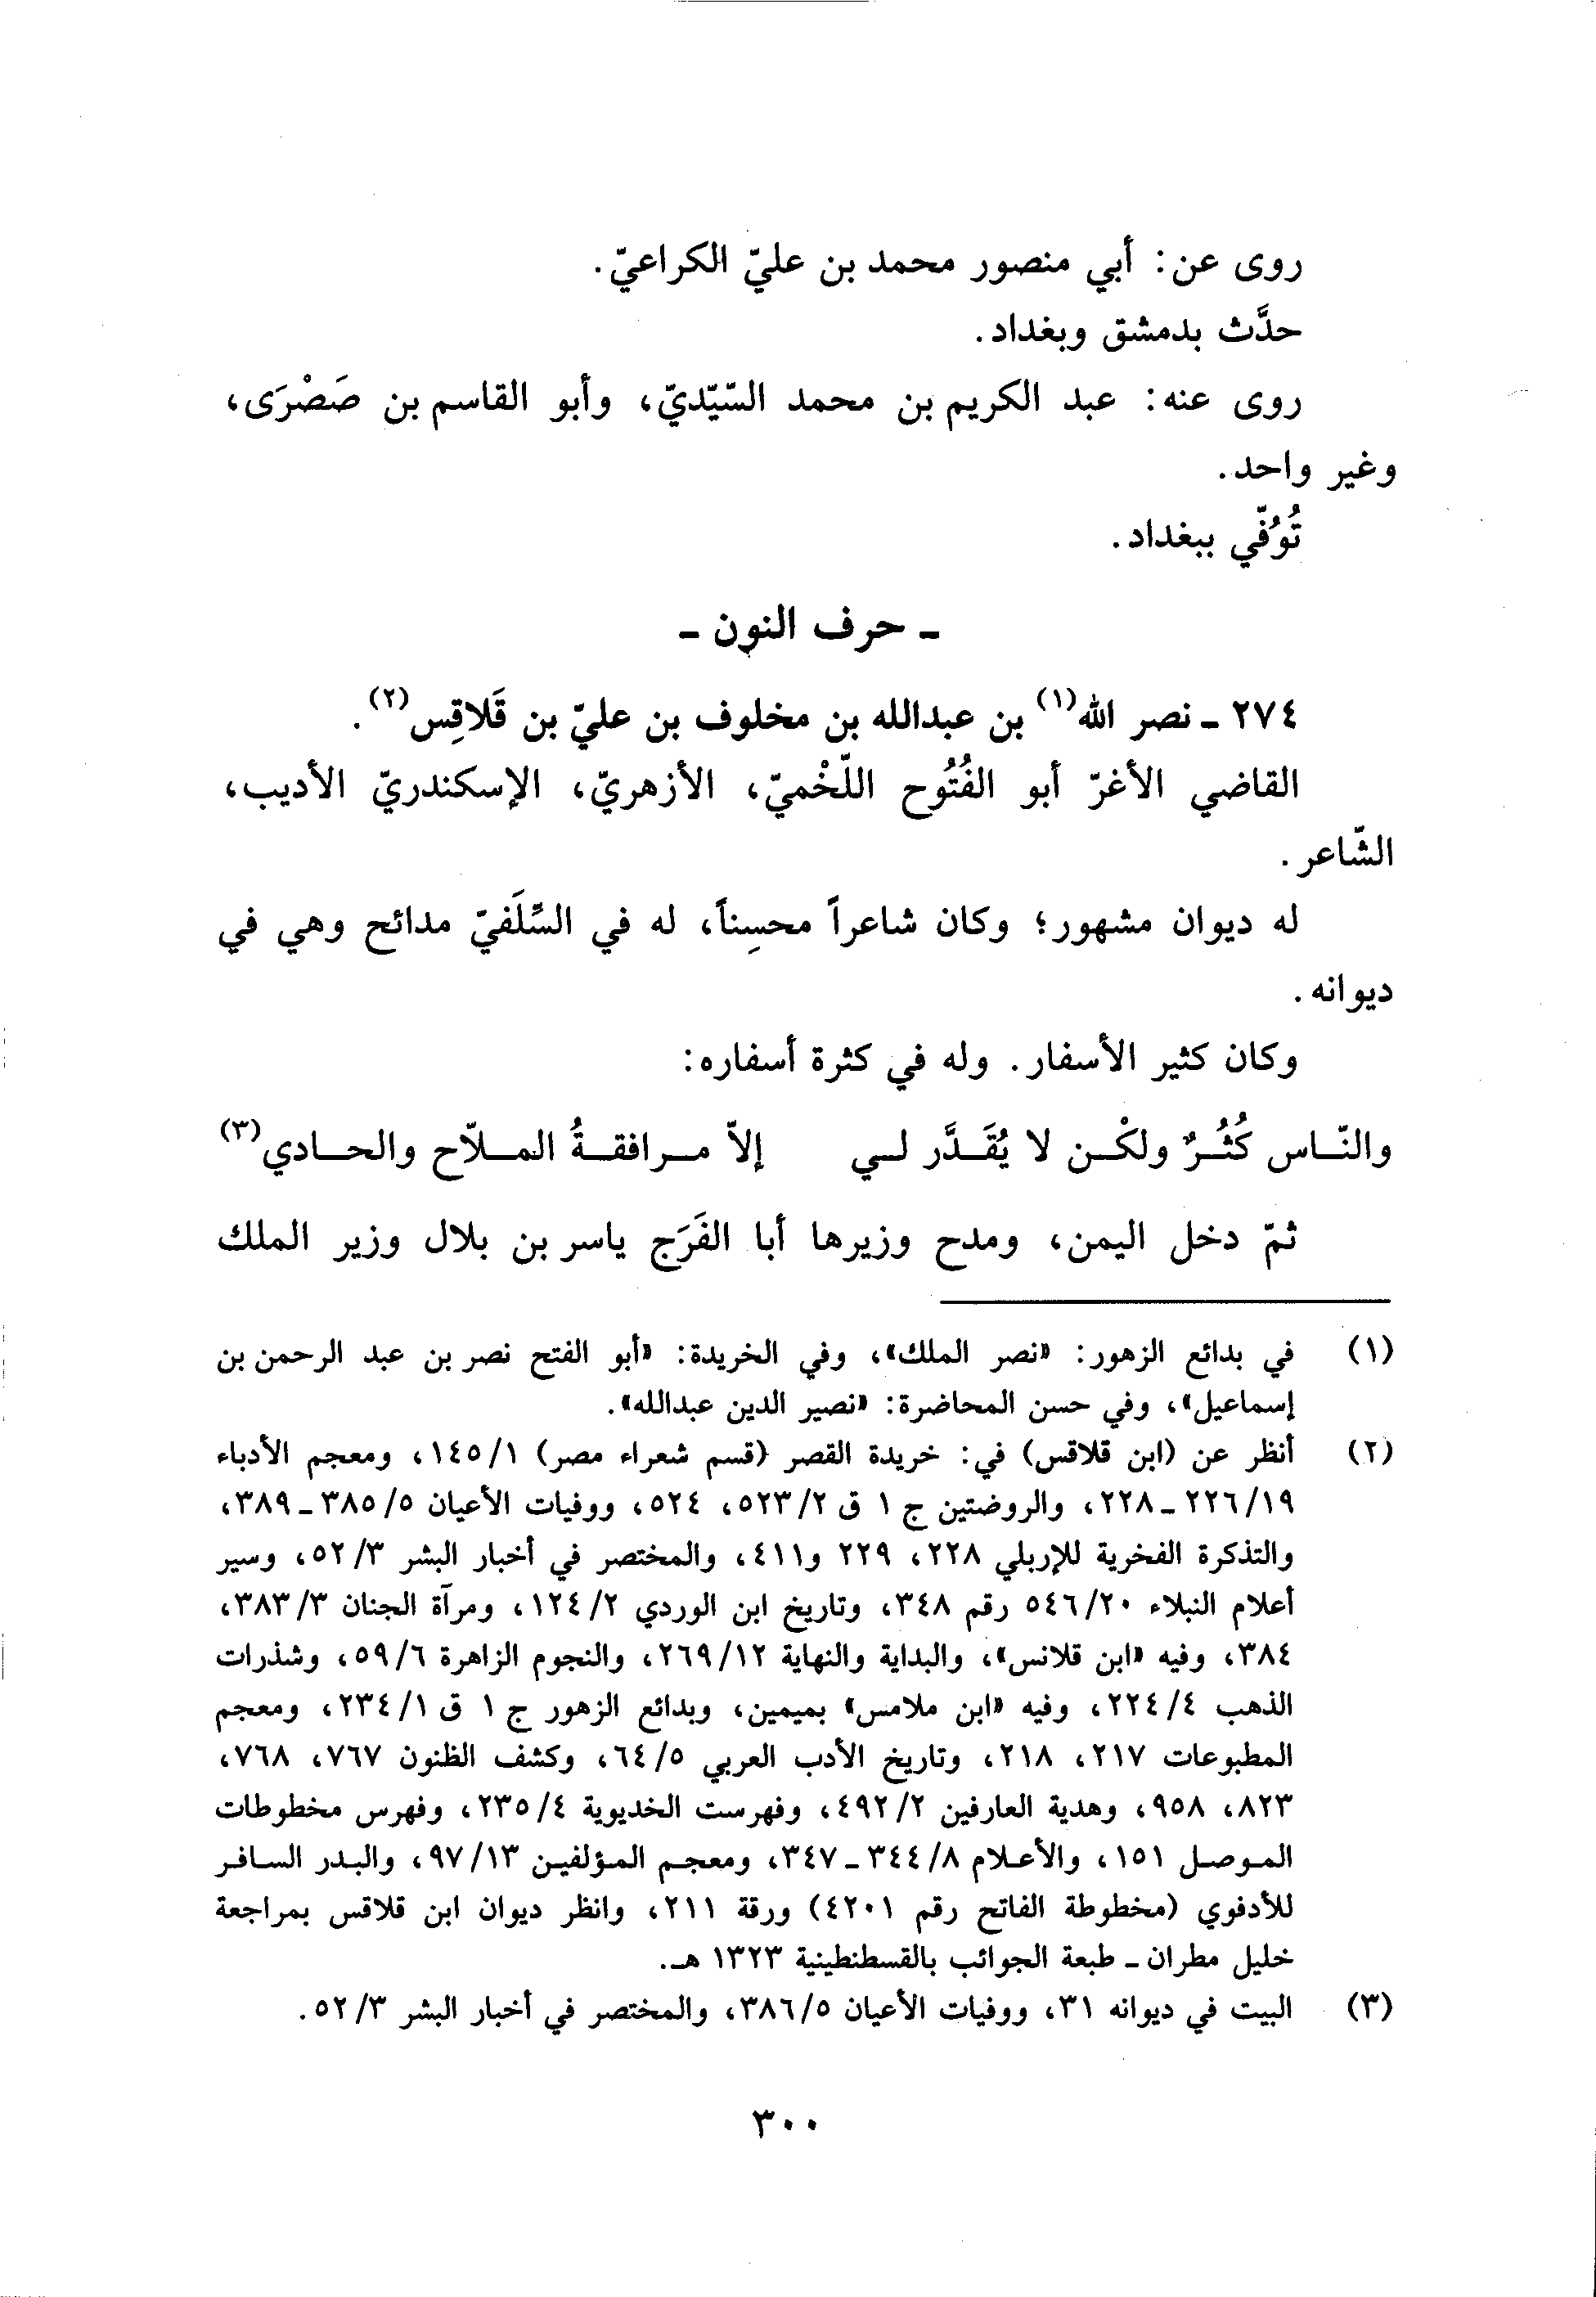 روى عن: أبي منصور محمد بن عليّ الكراعيّ.
حدَّث بدمشق وبغداد.
روى عنه: عبد الكريم بن محمد السّيّديّ، وأبو القاسم بن صَصْرَى،
وغير واحد.
تُوُفّي ببغداد.
ـ حرف النون ـ
٢٧٤ ـ نصر الله(١) بن عبدالله بن مخلوف بن عليّ بن قَلاقِس(٢).
القاضي الأغرّ أبو الفُتُوح اللّخْميّ، الأزهريّ، الإسكندريّ الأديب،
الشّاعر.
له ديوان مشهور؛ وكان شاعراً محسِناً، له في السِّلَفيّ مدائح وهي في
ديوانه.
وكان كثير الأسفار. وله في كثرة أسفاره:
والنّـاس كُثُـرٌ ولكْـن لا يُقَـدَّر لـي إلاّ مـرافقـةُ المـلاّح والحـادي(٣)
ثمّ دخل اليمن، ومدح وزيرها أبا الفَرَج ياسر بن بلال وزير الملك
(١) في بدائع الزهور: «نصر الملك»، وفي الخريدة: «أبو الفتح نصر بن عبد الرحمن بن
إسماعيل»، وفي حسن المحاضرة: «نصير الدين عبدالله».
(٢) أنظر عن (ابن قلاقس) في: خريدة القصر (قسم شعراء مصر) ١/١٤٥، ومعجم الأدباء
١٩/٢٢٦ ـ ٢٢٨، والروضتين ج ١ ق ٢/٥٢٣، ٥٢٤، ووفيات الأعيان ٥/٣٨٥ ـ ٣٨٩،
والتذكرة الفخرية للإربلي ٢٢٨، ٢٢٩ و٤١١، والمختصر في أخبار البشر ٣/٥٢، وسير
أعلام النبلاء ٢٠/٥٤٦ رقم ٣٤٨، وتاريخ ابن الوردي ٢/١٢٤، ومرآة الجنان ٣/٣٨٣،
٣٨٤، وفيه «ابن قلانس»، والبداية والنهاية ١٢/٢٦٩، والنجوم الزاهرة ٦/٥٩، وشذرات
الذهب ٤/٢٢٤، وفيه «ابن ملامس» بميمين، وبدائع الزهور ج ١ ق ١/٢٣٤، ومعجم
المطبوعات ٢١٧، ٢١٨، وتاريخ الأدب العربي ٥/٦٤، وكشف الظنون ٧٦٧، ٧٦٨،
٨٢٣، ٩٥٨، وهدية العارفين ٢/٤٩٢، وفهرست الخديوية ٤/٢٣٥، وفهرس مخطوطات
المـوصـل ١٥١، والأعـلام ٨/٣٤٤ ـ ٣٤٧، ومعجـم المـؤلفيـن ١٣/٩٧، والبـدر السـافـر
للأدفوي (مخطوطة الفاتح رقم ٤٢٠١) ورقة ٢١١، وانظر ديوان ابن قلاقس بمراجعة
خليل مطران ـ طبعة الجوائب بالقسطنطينية ١٣٢٣ هـ.
(٣) البيت في ديوانه ٣١، ووفيات الأعيان ٥/٣٨٦، والمختصر في أخبار البشر ٣/٥٢.
٣٠٠